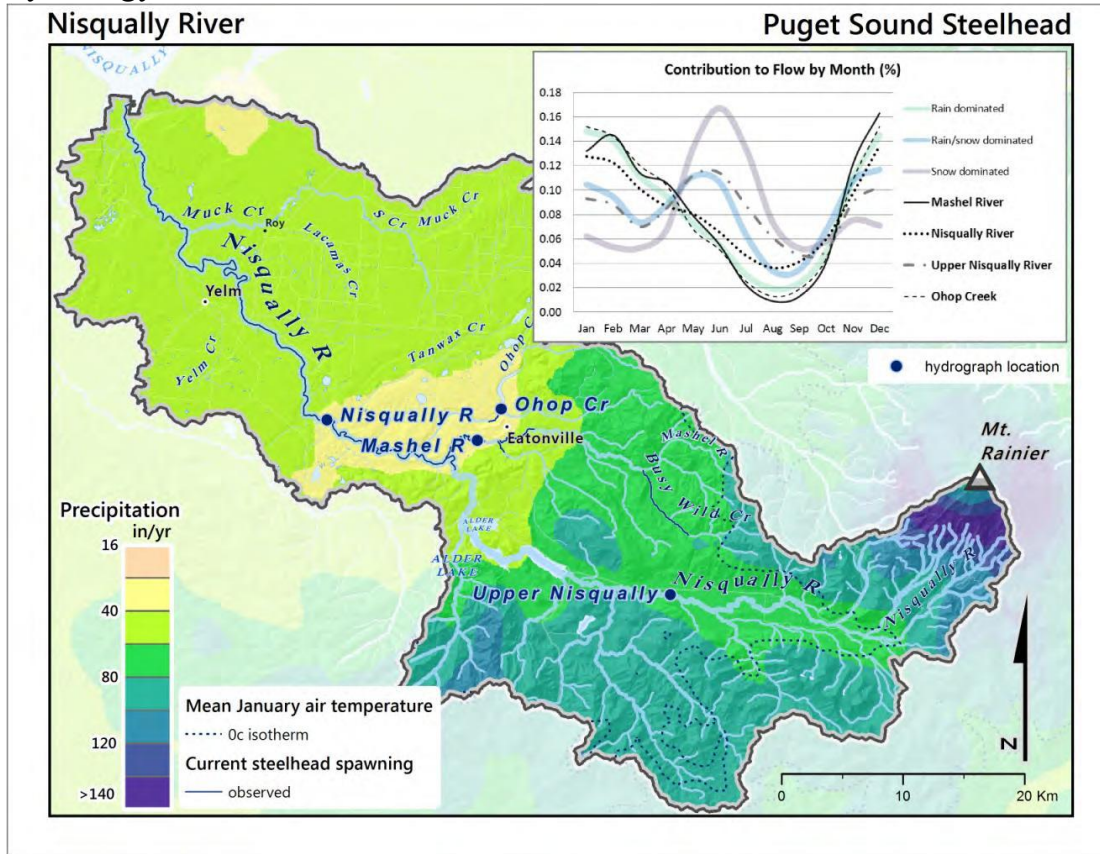 Nisqually River
Puget Sound Steelhead
NISQUALLY
Contribution to Flow by Month (%)
0.18
0.16
0.14
0.12
0.10
0.08
0.06
0.04
0.02
0.00
Jan Feb Mar Apr May Jun Jul Aug Sep Oct Nov Dec
Rain dominated
Rain/snow dominated
Snow dominated
Mashel River
Nisqually River
Upper Nisqually River
Ohop Creek
hydrograph location
Muck Cr
Roy
Lacamas Cr
S Cr Muck Cr
Nisqually R
Yelm
Yelm Cr
Tanwax Cr
Ohop C
Nisqually R
Ohop Cr
Mashel R
Eatonville
Mashel R
Busy Wild Cr
Mt.
Rainier
ALDER
LAKE
ALDER
LAKE
Upper Nisqually
Nisqually R
Nisqually R
Precipitation
in/yr
16
40
80
120
>140
Mean January air temperature
0c isotherm
Current steelhead spawning
observed
N
0 10 20 Km